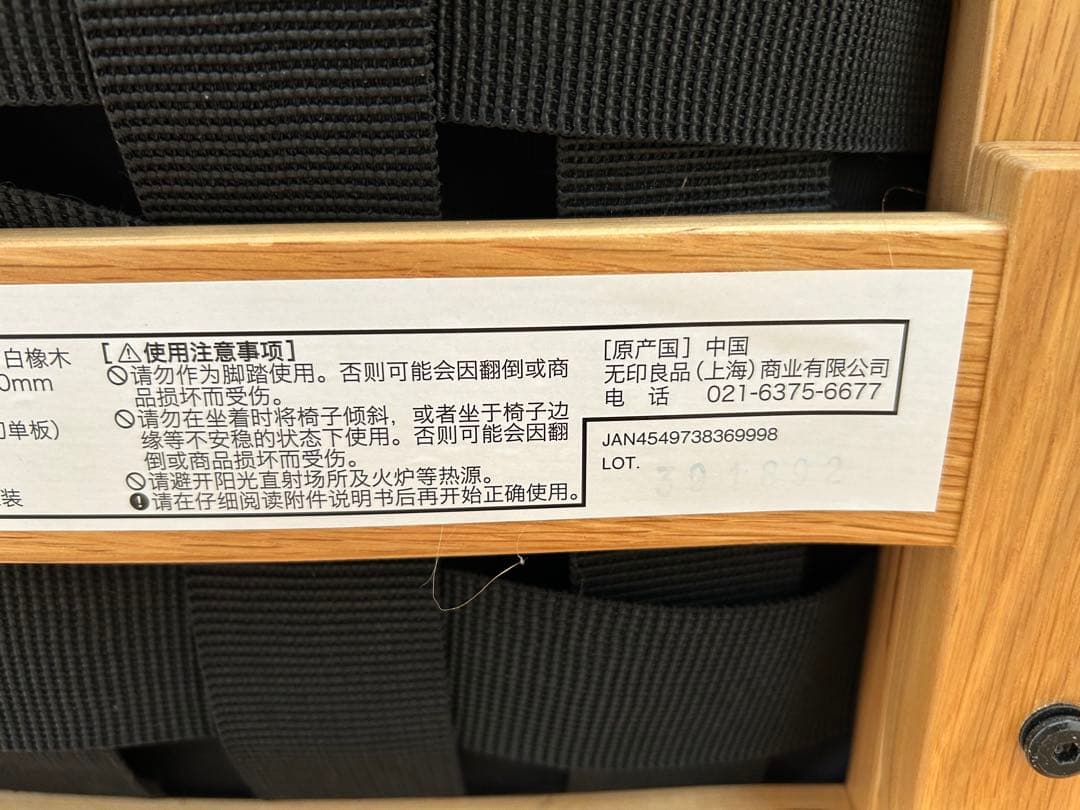 白橡木
0mm
切单板)
装
[⚠使用注意事项]
🚫请勿作为脚踏使用。否则可能会因翻倒或商
品损坏而受伤。
🚫请勿在坐着时将椅子倾斜，或者坐于椅子边
缘等不安稳的状态下使用。否则可能会因翻
倒或商品损坏而受伤。
🚫请避开阳光直射场所及火炉等热源。
❗请在仔细阅读附件说明书后再开始正确使用。
[原产国] 中国
无印良品(上海)商业有限公司
电 话 021-6375-6677
JAN4549738369998
LOT.